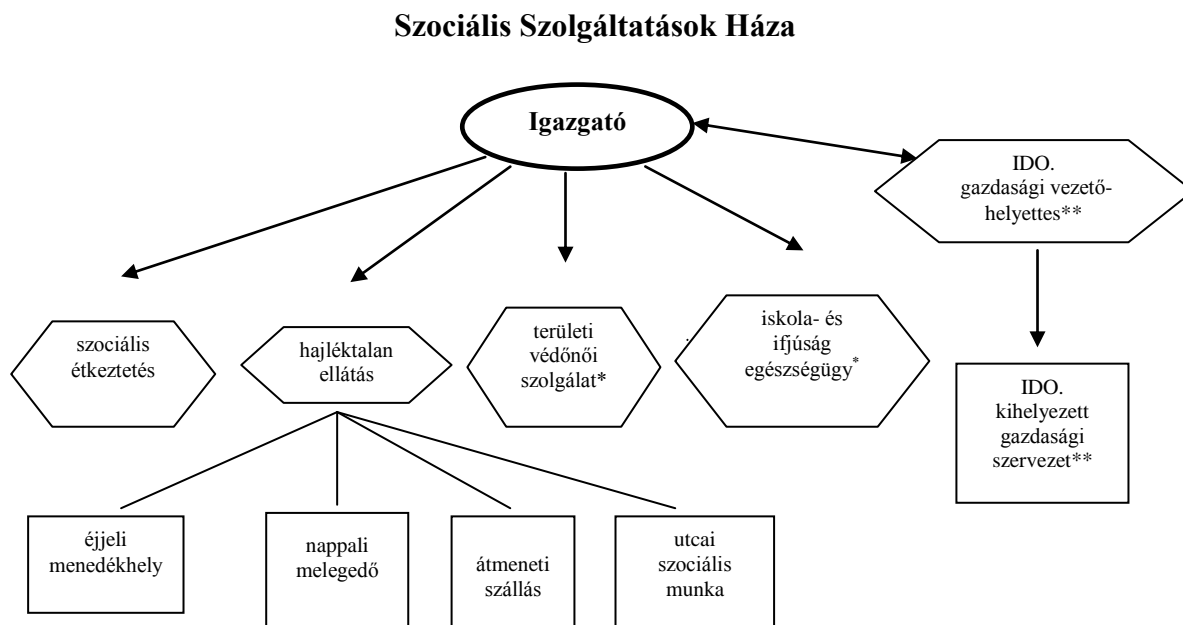 Szociális Szolgáltatások Háza
Igazgató
IDO.
gazdasági vezető-
helyettes**
szociális
étkeztetés
hajléktalan
ellátás
területi
védőnői
szolgálat*
iskola- és
ifjúság
egészségügy*
IDO.
kihelyezett
gazdasági
szervezet**
éjjeli
menedékhely
nappali
melegedő
átmeneti
szállás
utcai
szociális
munka